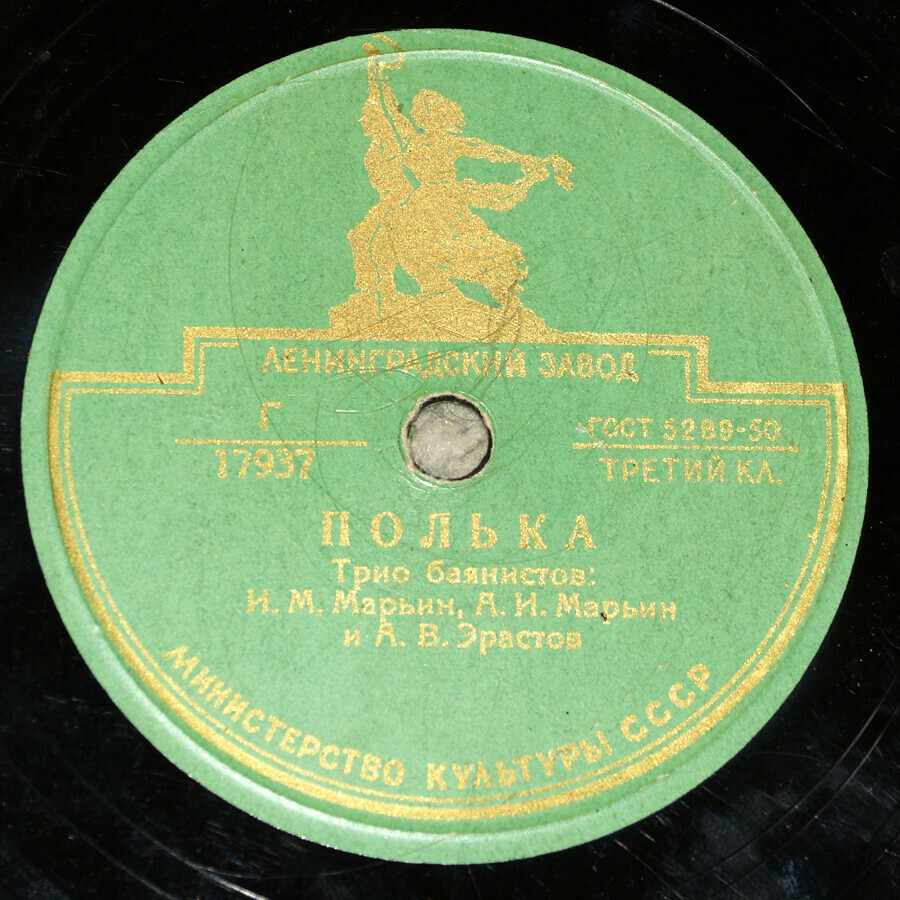 ЛЕНИНГРАДСКИЙ ЗАВОД
Г
17937
ГОСТ 5289-50
ТРЕТИЙ КЛ.
ПОЛЬКА
Трио баянистов:
И. М. Марьин, А. И. Марьин
и А. В. Эрастов
МИНИСТЕРСТВО КУЛЬТУРЫ СССР